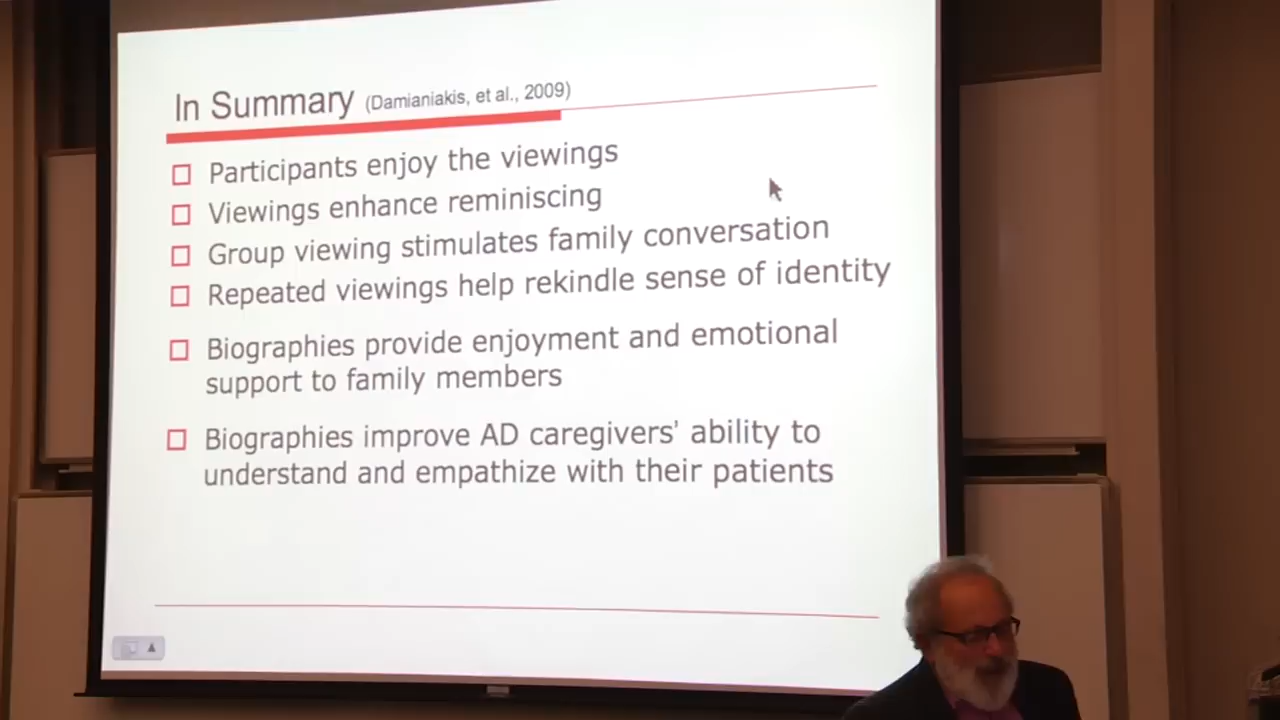 In Summary (Damianiakis, et al., 2009)
Participants enjoy the viewings
Viewings enhance reminiscing
Group viewing stimulates family conversation
Repeated viewings help rekindle sense of identity
Biographies provide enjoyment and emotional
support to family members
Biographies improve AD caregivers' ability to
understand and empathize with their patients